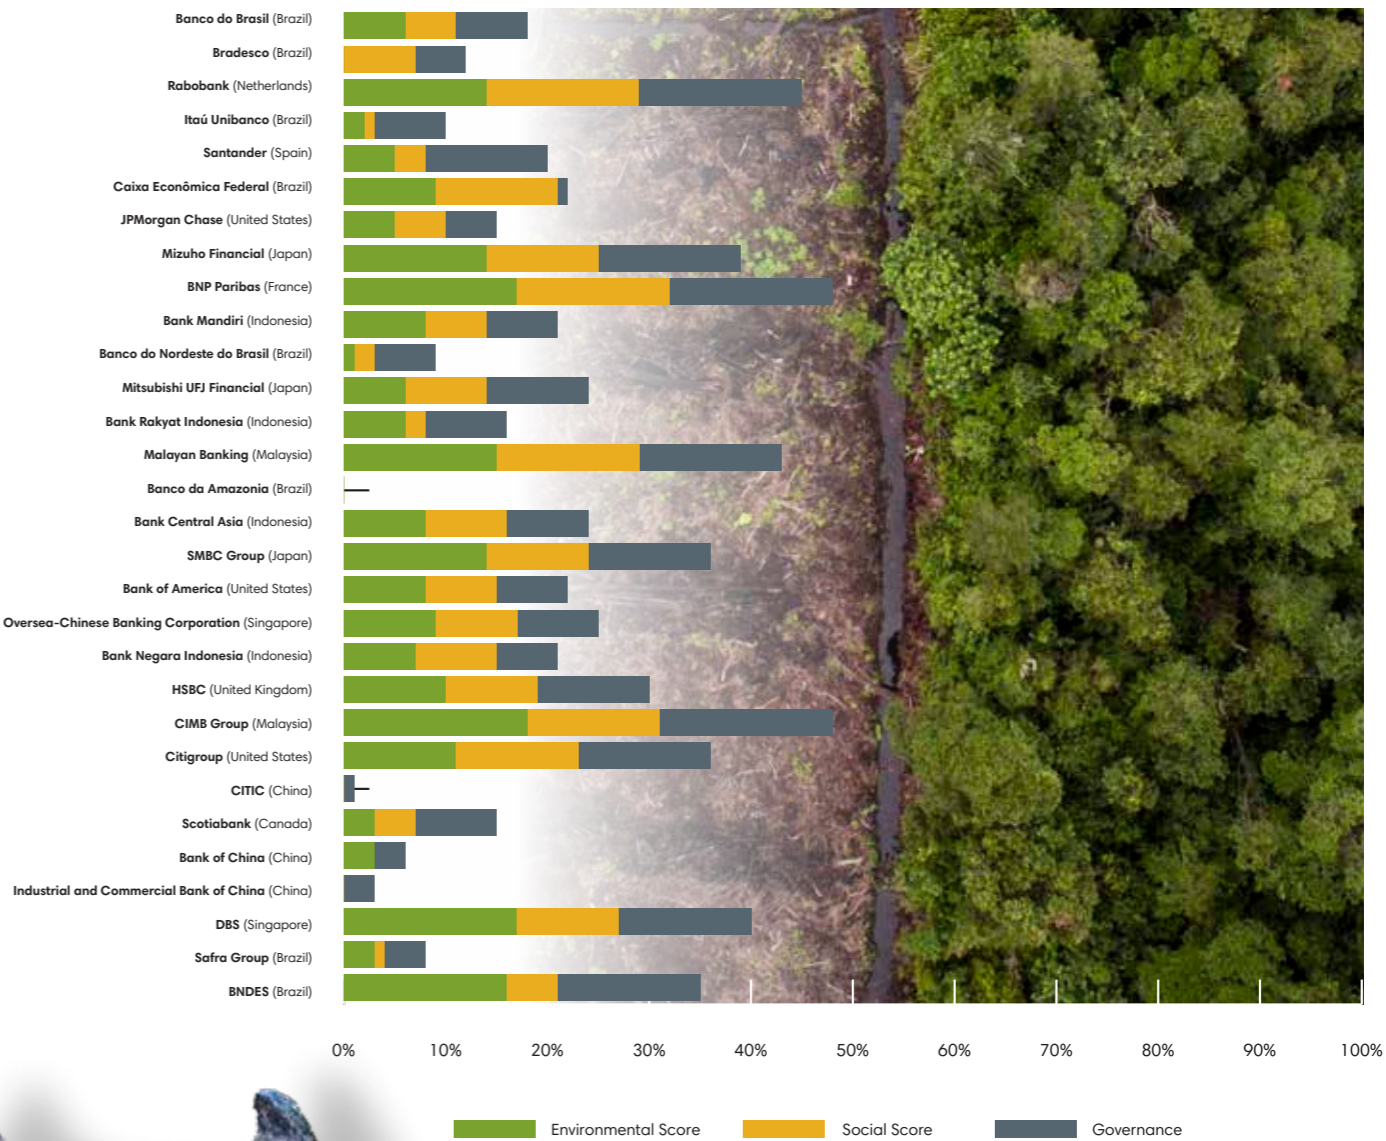 Banco do Brasil (Brazil)
Bradesco (Brazil)
Rabobank (Netherlands)
Itaú Unibanco (Brazil)
Santander (Spain)
Caixa Econômica Federal (Brazil)
JPMorgan Chase (United States)
Mizuho Financial (Japan)
BNP Paribas (France)
Bank Mandiri (Indonesia)
Banco do Nordeste do Brasil (Brazil)
Mitsubishi UFJ Financial (Japan)
Bank Rakyat Indonesia (Indonesia)
Malayan Banking (Malaysia)
Banco da Amazonia (Brazil)
Bank Central Asia (Indonesia)
SMBC Group (Japan)
Bank of America (United States)
Oversea-Chinese Banking Corporation (Singapore)
Bank Negara Indonesia (Indonesia)
HSBC (United Kingdom)
CIMB Group (Malaysia)
Citigroup (United States)
CITIC (China)
Scotiabank (Canada)
Bank of China (China)
Industrial and Commercial Bank of China (China)
DBS (Singapore)
Safra Group (Brazil)
BNDES (Brazil)
0% 10% 20% 30% 40% 50% 60% 70% 80% 90% 100%
Environmental Score Social Score Governance